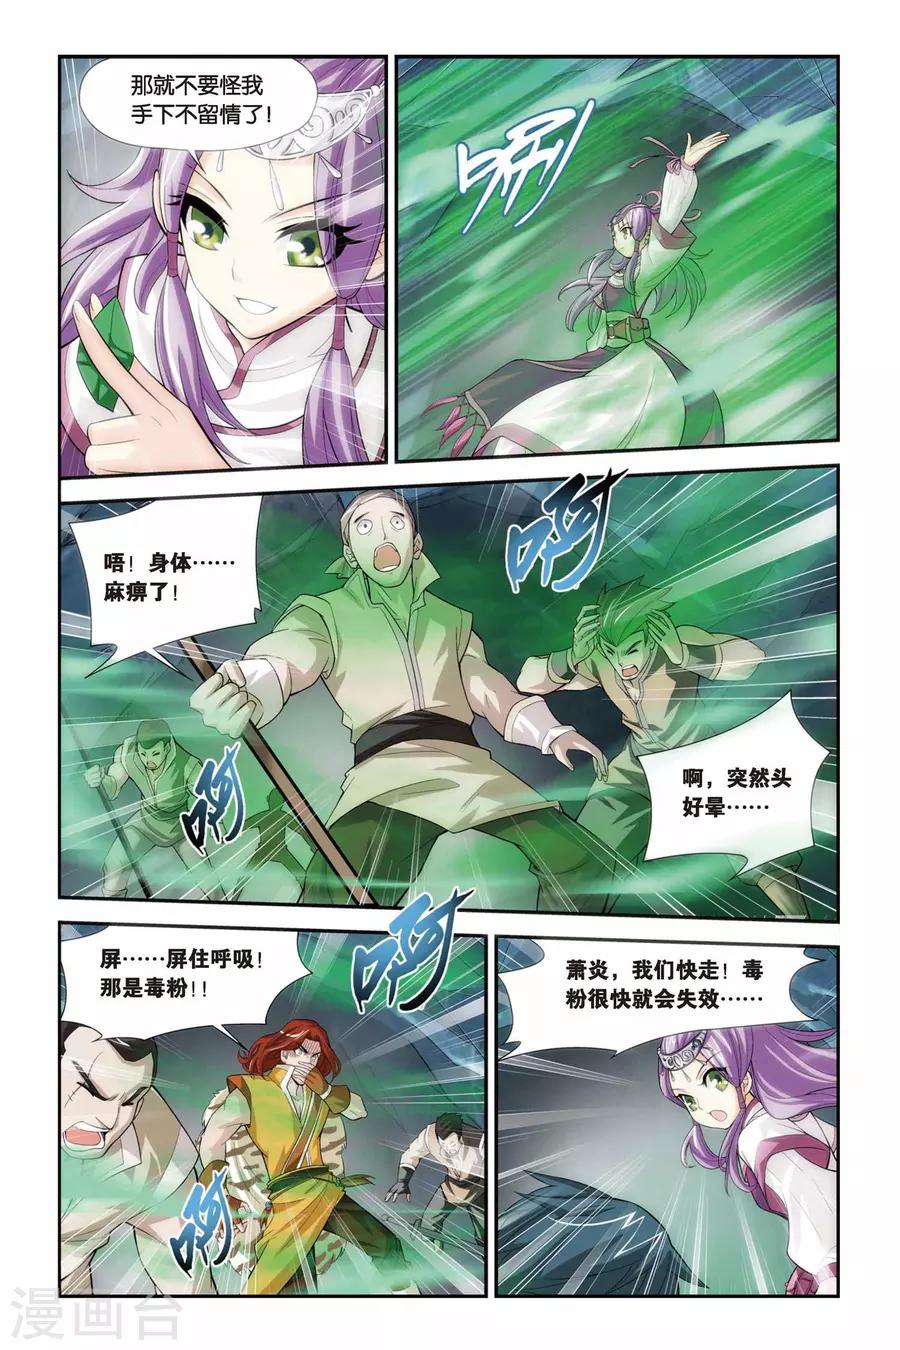 那就不要怪我
手下不留情了！
唰
唔！身体……
麻痹了！
啊
啊
啊，突然头
好晕……
屏……屏住呼吸！
那是毒粉！！
啊
啊
萧炎，我们快走！毒
粉很快就会失效……
漫画台